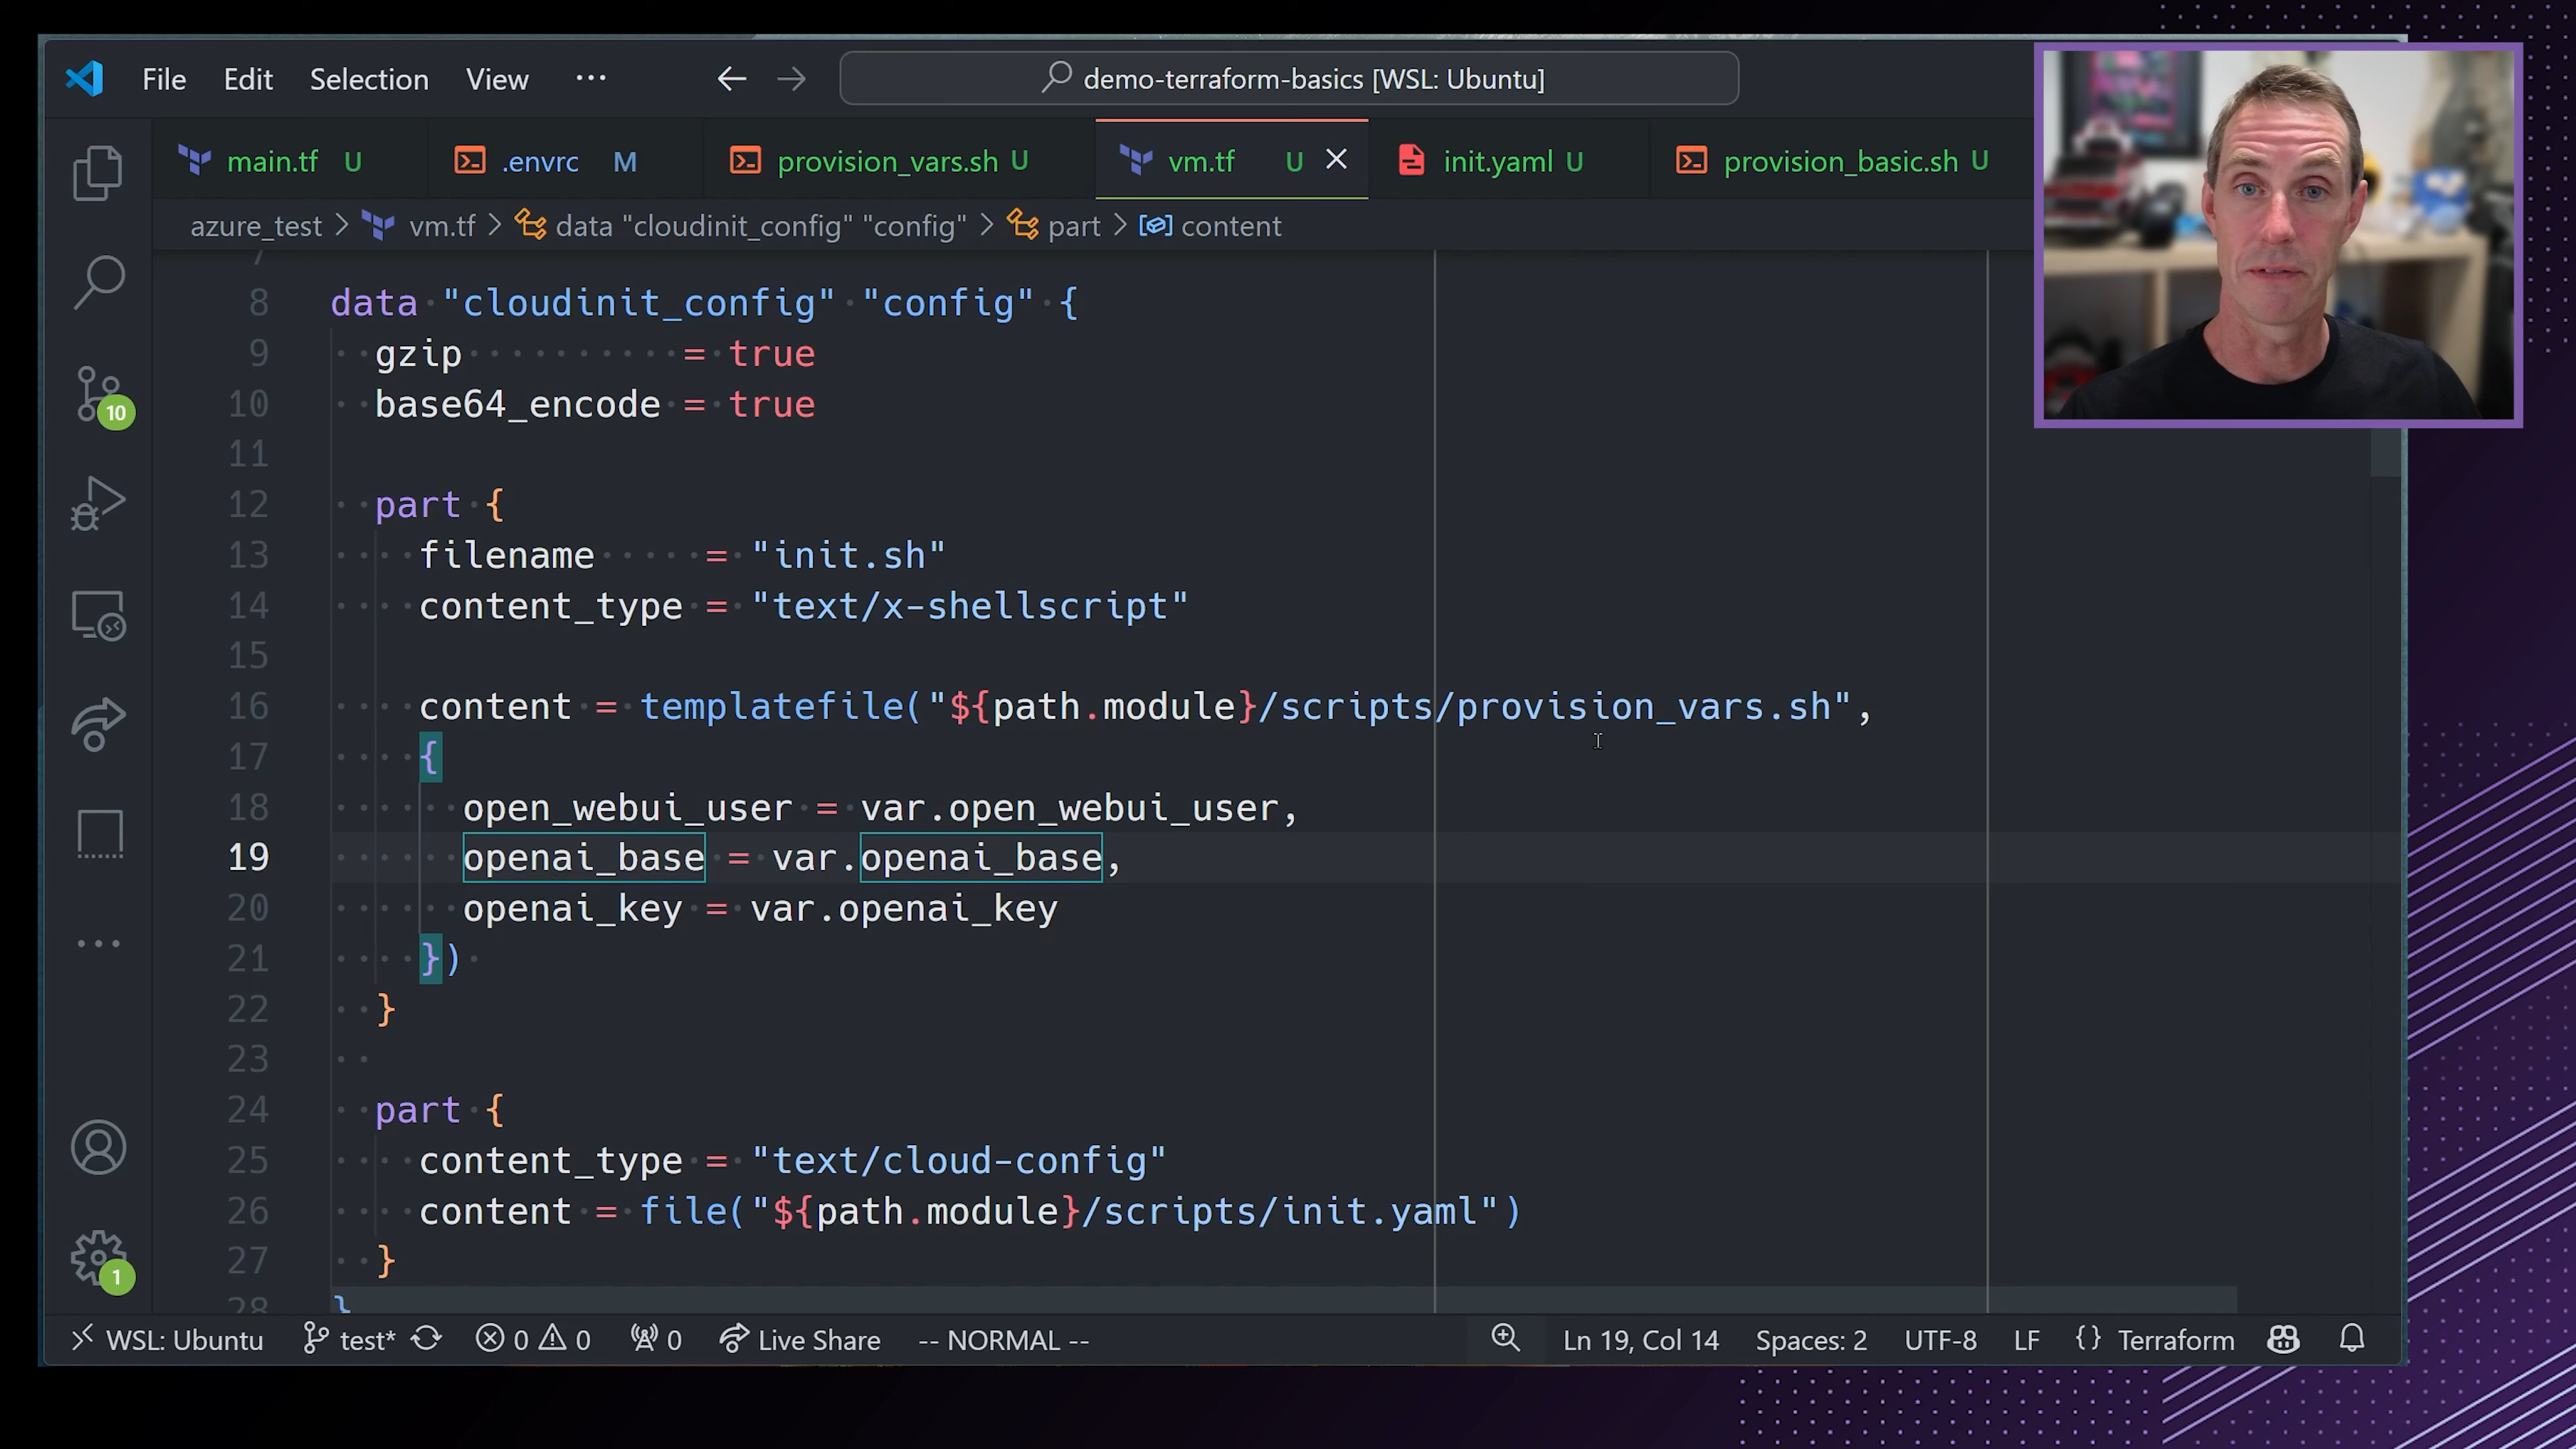 File Edit Selection View ··· demo-terraform-basics [WSL: Ubuntu]
main.tf U .envrc M provision_vars.sh U vm.tf U init.yaml U provision_basic.sh U
azure_test > vm.tf > data "cloudinit_config" "config" > part > content
7
8 data "cloudinit_config" "config" {
9 gzip = true
10 base64_encode = true
11
12 part {
13 filename = "init.sh"
14 content_type = "text/x-shellscript"
15
16 content = templatefile("${path.module}/scripts/provision_vars.sh",
17 {
18 open_webui_user = var.open_webui_user,
19 openai_base = var.openai_base,
20 openai_key = var.openai_key
21 })
22 }
23
24 part {
25 content_type = "text/cloud-config"
26 content = file("${path.module}/scripts/init.yaml")
27 }
28 }
10
1
WSL: Ubuntu test* 0 0 0 Live Share -- NORMAL -- Ln 19, Col 14 Spaces: 2 UTF-8 LF {} Terraform